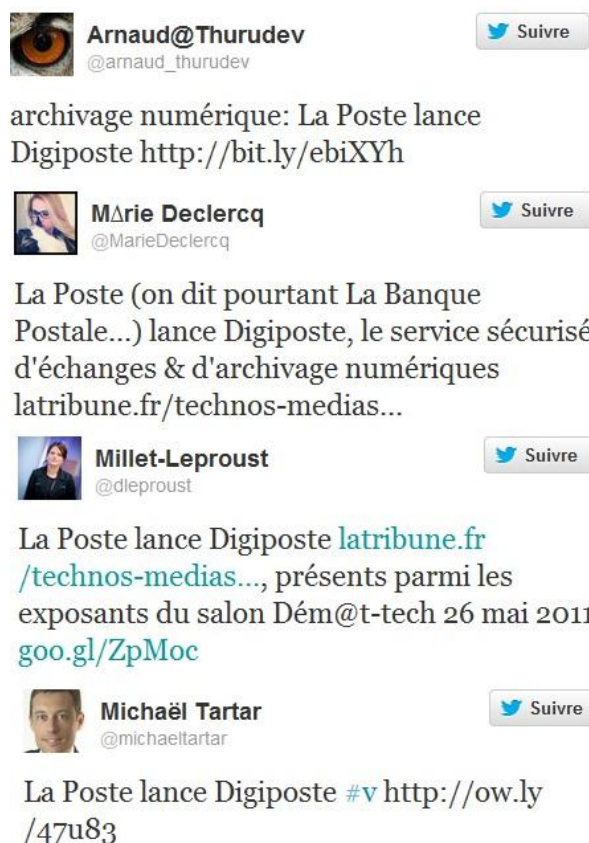 Arnaud@Thurudev
Suivre
@arnaud_thurudev
archivage numérique: La Poste lance
Digiposte http://bit.ly/ebiXYh
M∆rie Declercq
Suivre
@MarieDeclercq
La Poste (on dit pourtant La Banque
Postale...) lance Digiposte, le service sécurisé
d'échanges & d'archivage numériques
latribune.fr/technos-medias...
Millet-Leproust
Suivre
@dleproust
La Poste lance Digiposte latribune.fr
/technos-medias..., présents parmi les
exposants du salon Dém@t-tech 26 mai 2011
goo.gl/ZpMoc
Michaël Tartar
Suivre
@michaeltartar
La Poste lance Digiposte #v http://ow.ly
/47u83